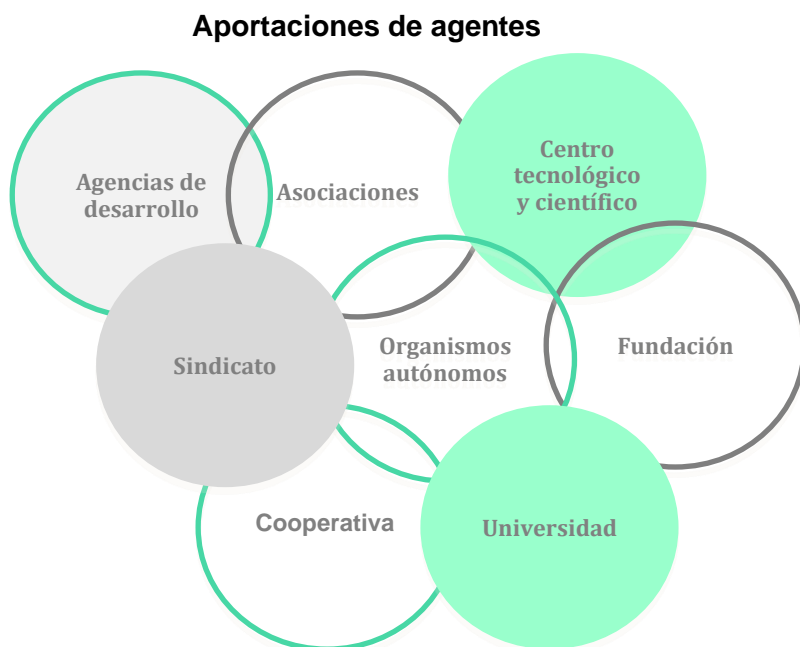 Aportaciones de agentes
Agencias de
desarrollo
Asociaciones
Centro
tecnológico
y científico
Sindicato
Organismos
autónomos
Fundación
Cooperativa
Universidad